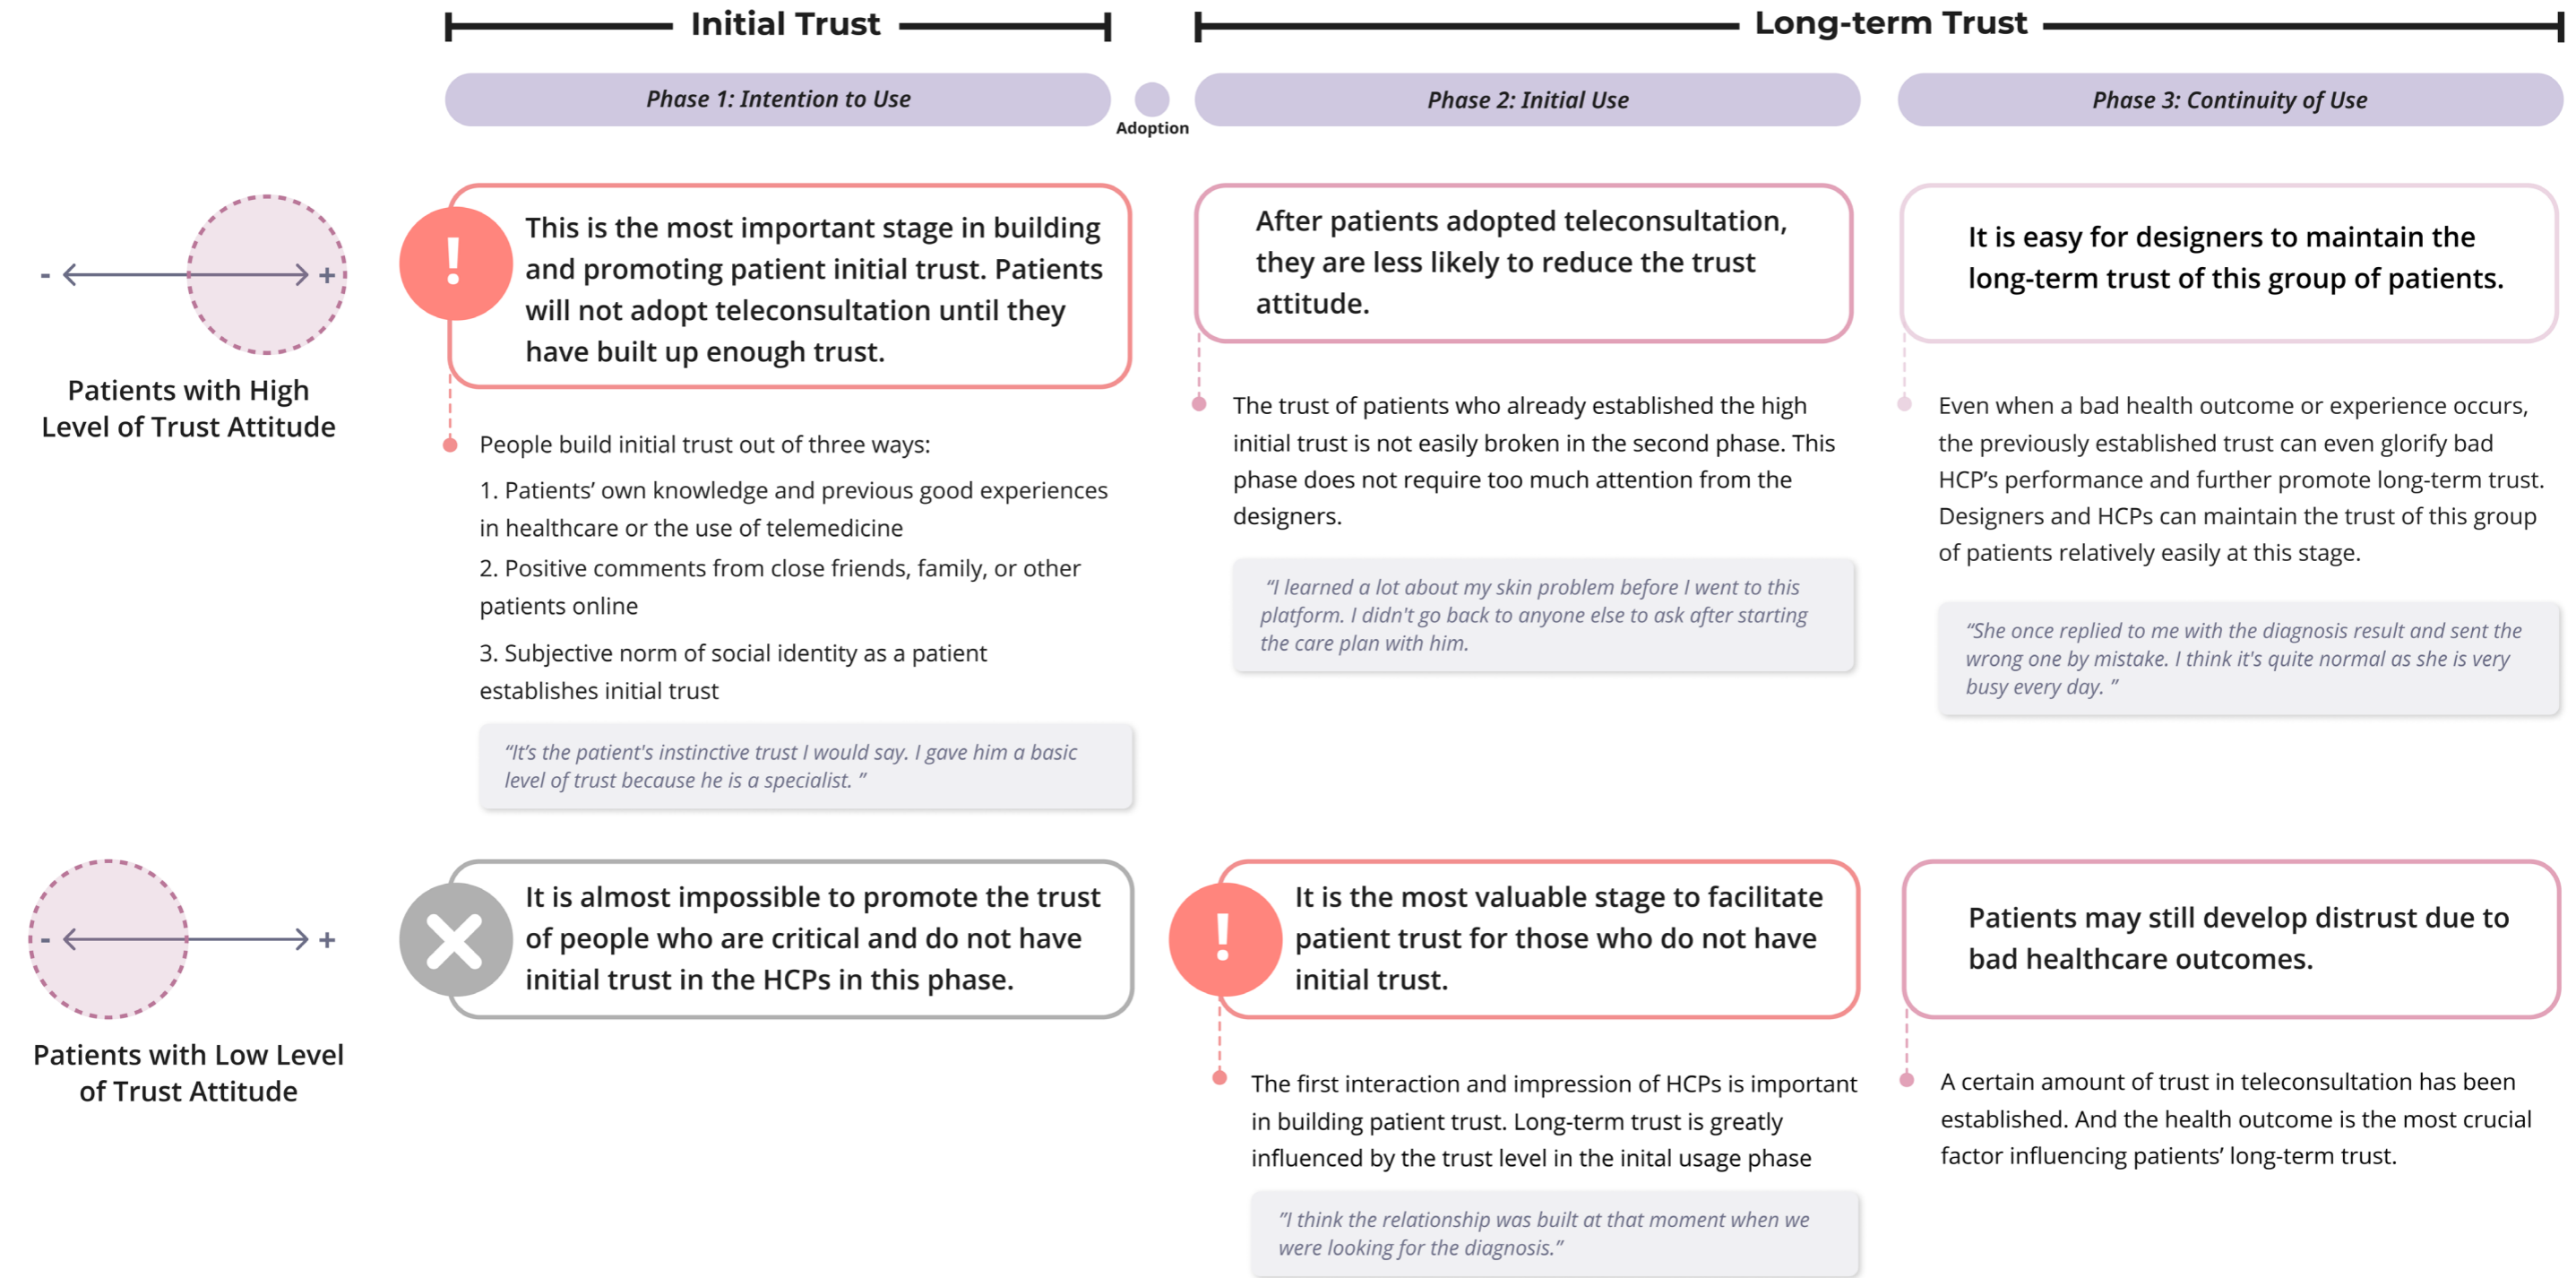 Initial Trust
Long-term Trust
Phase 1: Intention to Use
Adoption
Phase 2: Initial Use
Phase 3: Continuity of Use
- +
Patients with High
Level of Trust Attitude
!
This is the most important stage in building
and promoting patient initial trust. Patients
will not adopt teleconsultation until they
have built up enough trust.
People build initial trust out of three ways:
1. Patients’ own knowledge and previous good experiences
in healthcare or the use of telemedicine
2. Positive comments from close friends, family, or other
patients online
3. Subjective norm of social identity as a patient
establishes initial trust
“It’s the patient's instinctive trust I would say. I gave him a basic
level of trust because he is a specialist. ”
After patients adopted teleconsultation,
they are less likely to reduce the trust
attitude.
The trust of patients who already established the high
initial trust is not easily broken in the second phase. This
phase does not require too much attention from the
designers.
“I learned a lot about my skin problem before I went to this
platform. I didn't go back to anyone else to ask after starting
the care plan with him.
It is easy for designers to maintain the
long-term trust of this group of patients.
Even when a bad health outcome or experience occurs,
the previously established trust can even glorify bad
HCP’s performance and further promote long-term trust.
Designers and HCPs can maintain the trust of this group
of patients relatively easily at this stage.
“She once replied to me with the diagnosis result and sent the
wrong one by mistake. I think it's quite normal as she is very
busy every day. ”
- +
Patients with Low Level
of Trust Attitude
It is almost impossible to promote the trust
of people who are critical and do not have
initial trust in the HCPs in this phase.
!
It is the most valuable stage to facilitate
patient trust for those who do not have
initial trust.
The first interaction and impression of HCPs is important
in building patient trust. Long-term trust is greatly
influenced by the trust level in the inital usage phase
”I think the relationship was built at that moment when we
were looking for the diagnosis.”
Patients may still develop distrust due to
bad healthcare outcomes.
A certain amount of trust in teleconsultation has been
established. And the health outcome is the most crucial
factor influencing patients’ long-term trust.